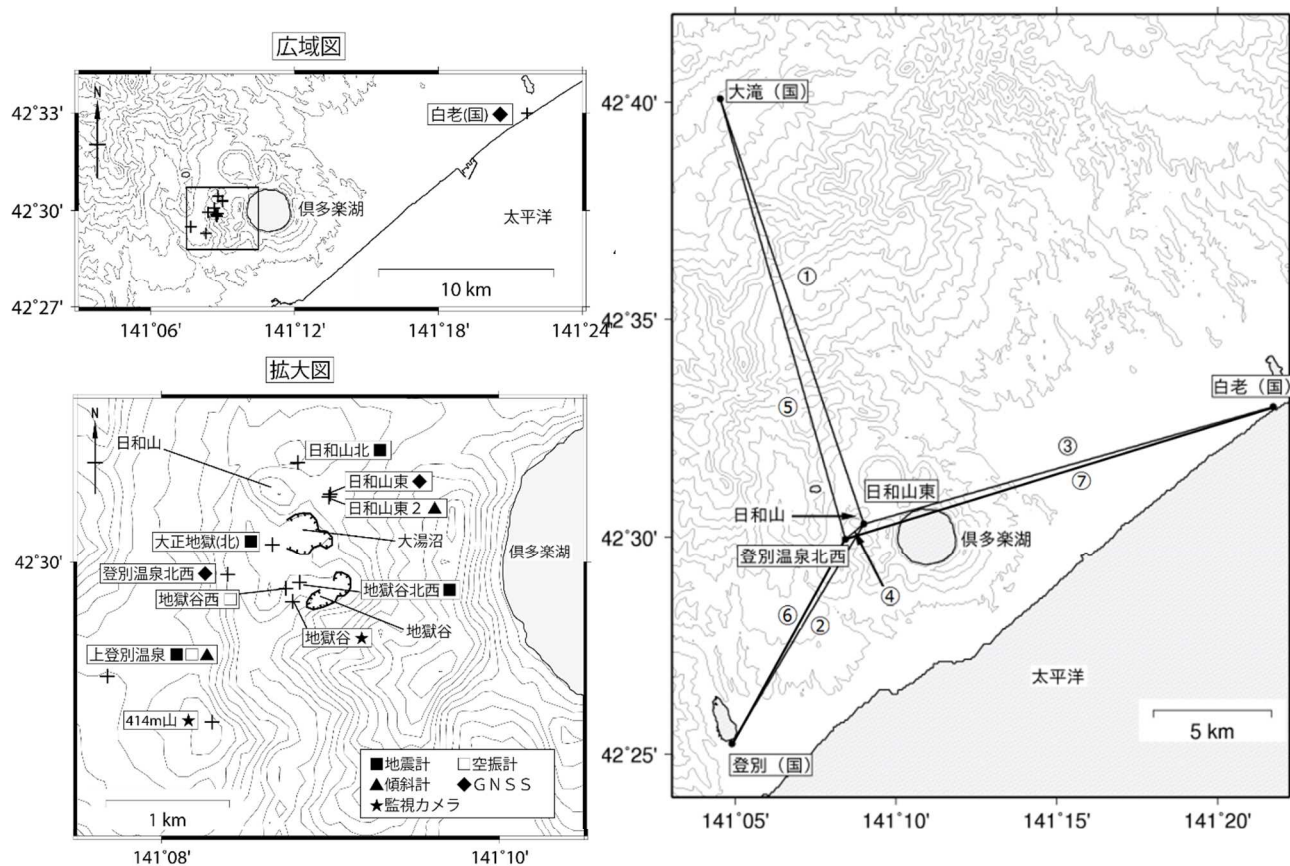 広域図
N
42˚33'
42˚30'
42˚27'
白老(国) ◆
倶多楽湖
太平洋
10 km
141˚06'
141˚12'
141˚18'
141˚24'
拡大図
N
日和山
日和山北 ■
日和山東 ◆
日和山東2 ▲
大正地獄(北) ■
大湯沼
42˚30'
倶多楽湖
登別温泉北西 ◆
地獄谷西 □
地獄谷北西 ■
地獄谷 ★
地獄谷
上登別温泉 ■□▲
414m山 ★
■地震計 □空振計
▲傾斜計 ◆GNSS
★監視カメラ
1 km
141˚08'
141˚10'
42˚40'
大滝(国)
①
42˚35'
⑤
白老(国)
③
⑦
日和山東
日和山
42˚30'
登別温泉北西
倶多楽湖
④
⑥
②
太平洋
5 km
42˚25'
登別(国)
141˚05'
141˚10'
141˚15'
141˚20'